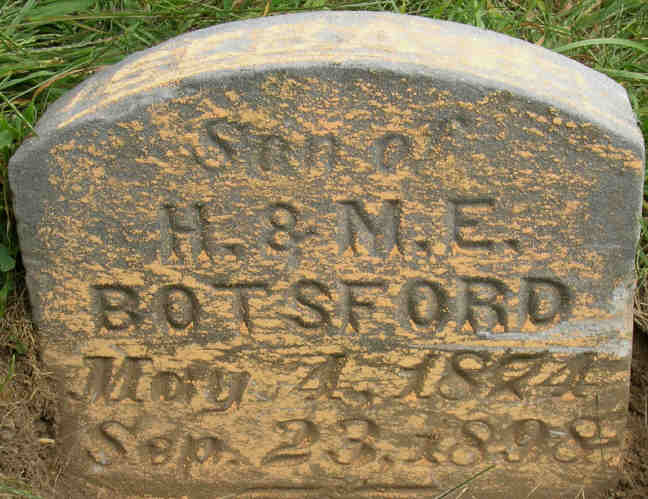 Son of
H. & M. E.
BOTSFORD
May. 4, 1874
Sep. 23. 1898